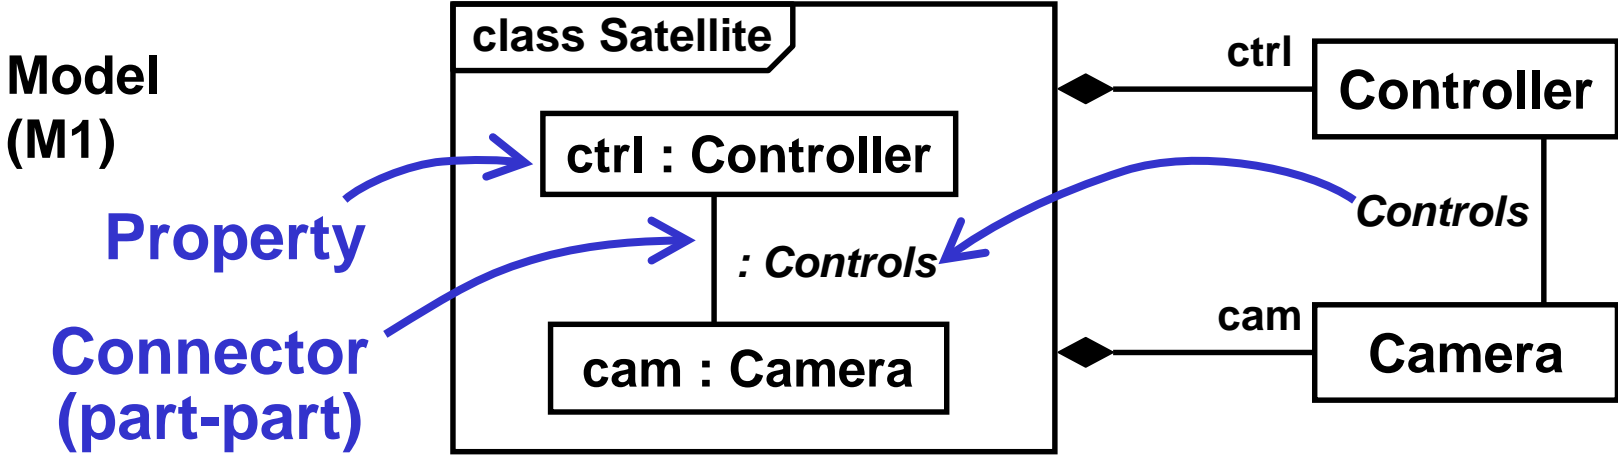 Model
(M1)
Property
Connector
(part-part)
class Satellite
ctrl : Controller
: Controls
cam : Camera
ctrl
Controller
Controls
cam
Camera